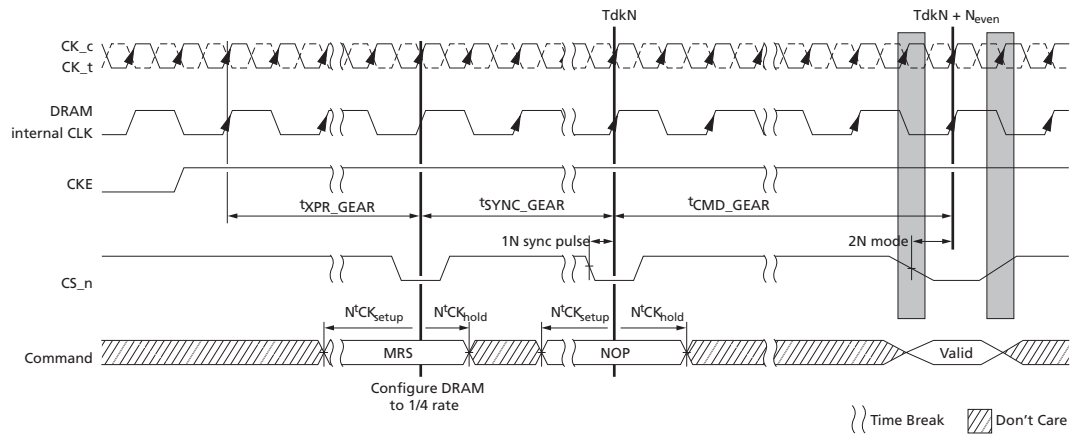 TdkN
TdkN + Neven
CK_c
CK_t
DRAM
internal CLK
CKE
tXPR_GEAR
tSYNC_GEAR
tCMD_GEAR
1N sync pulse
2N mode
CS_n
NtCKsetup
NtCKhold
NtCKsetup
NtCKhold
Command
MRS
NOP
Valid
Configure DRAM
to 1/4 rate
Time Break
Don't Care